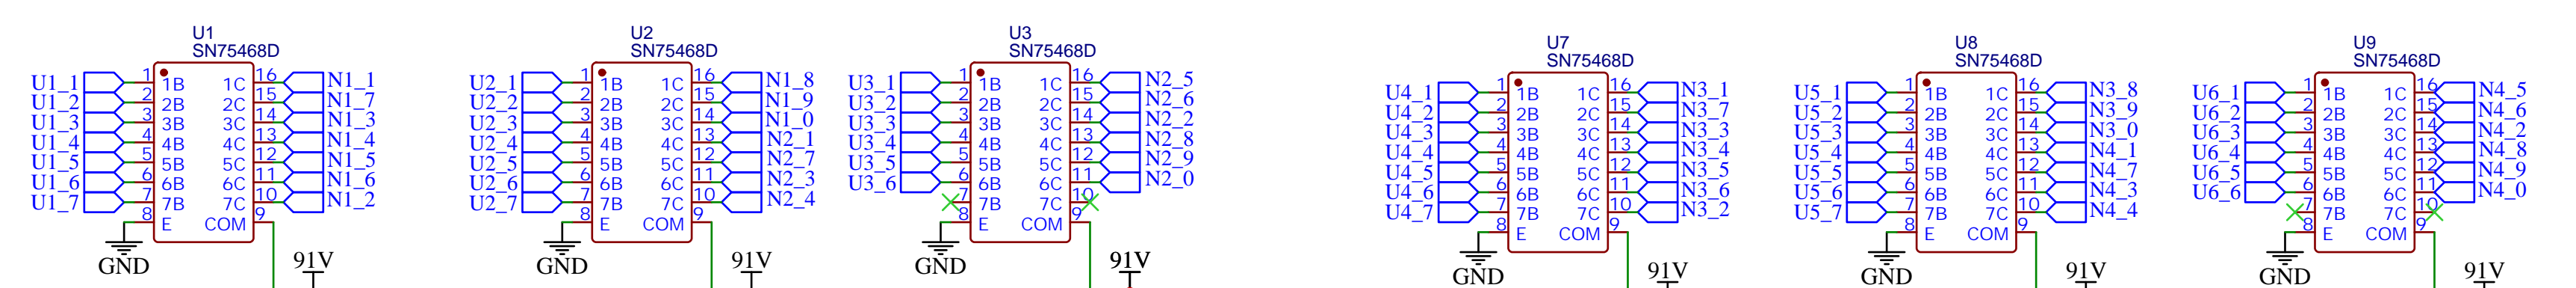 U1
SN75468D
U1_1 1 1B 1C 16 N1_1
U1_2 2 2B 2C 15 N1_7
U1_3 3 3B 3C 14 N1_3
U1_4 4 4B 4C 13 N1_4
U1_5 5 5B 5C 12 N1_5
U1_6 6 6B 6C 11 N1_6
U1_7 7 7B 7C 10 N1_2
8 E COM 9
GND 91V
U2
SN75468D
U2_1 1 1B 1C 16 N1_8
U2_2 2 2B 2C 15 N1_9
U2_3 3 3B 3C 14 N1_0
U2_4 4 4B 4C 13 N2_1
U2_5 5 5B 5C 12 N2_7
U2_6 6 6B 6C 11 N2_3
U2_7 7 7B 7C 10 N2_4
8 E COM 9
GND 91V
U3
SN75468D
U3_1 1 1B 1C 16 N2_5
U3_2 2 2B 2C 15 N2_6
U3_3 3 3B 3C 14 N2_2
U3_4 4 4B 4C 13 N2_8
U3_5 5 5B 5C 12 N2_9
U3_6 6 6B 6C 11 N2_0
7 7B 7C 10
8 E COM 9
GND 91V
U7
SN75468D
U4_1 1 1B 1C 16 N3_1
U4_2 2 2B 2C 15 N3_7
U4_3 3 3B 3C 14 N3_3
U4_4 4 4B 4C 13 N3_4
U4_5 5 5B 5C 12 N3_5
U4_6 6 6B 6C 11 N3_6
U4_7 7 7B 7C 10 N3_2
8 E COM 9
GND 91V
U8
SN75468D
U5_1 1 1B 1C 16 N3_8
U5_2 2 2B 2C 15 N3_9
U5_3 3 3B 3C 14 N3_0
U5_4 4 4B 4C 13 N4_1
U5_5 5 5B 5C 12 N4_7
U5_6 6 6B 6C 11 N4_3
U5_7 7 7B 7C 10 N4_4
8 E COM 9
GND 91V
U9
SN75468D
U6_1 1 1B 1C 16 N4_5
U6_2 2 2B 2C 15 N4_6
U6_3 3 3B 3C 14 N4_2
U6_4 4 4B 4C 13 N4_8
U6_5 5 5B 5C 12 N4_9
U6_6 6 6B 6C 11 N4_0
7 7B 7C 10
8 E COM 9
GND 91V